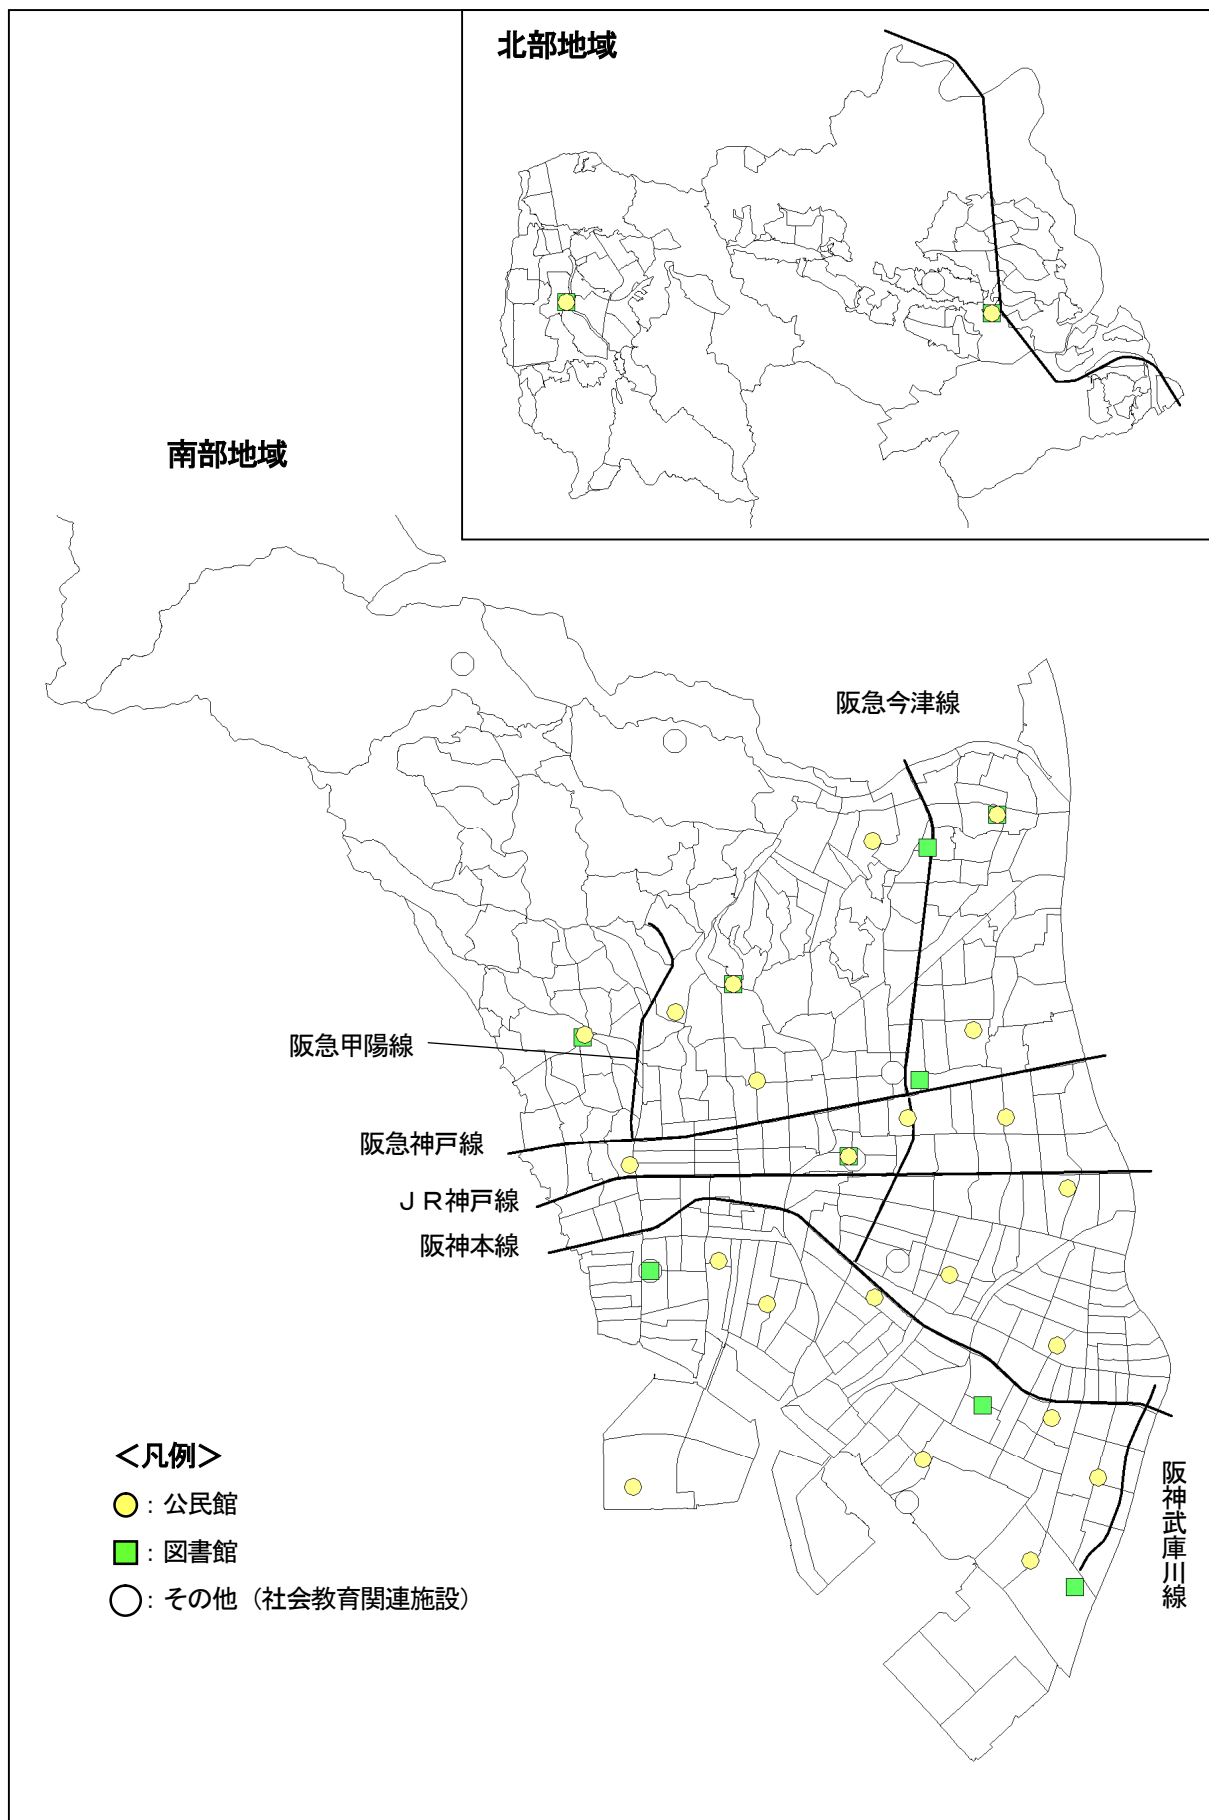 北部地域
南部地域
阪急今津線
阪急甲陽線
阪急神戸線
ＪＲ神戸線
阪神本線
阪神武庫川線
＜凡例＞
：公民館
：図書館
：その他（社会教育関連施設）